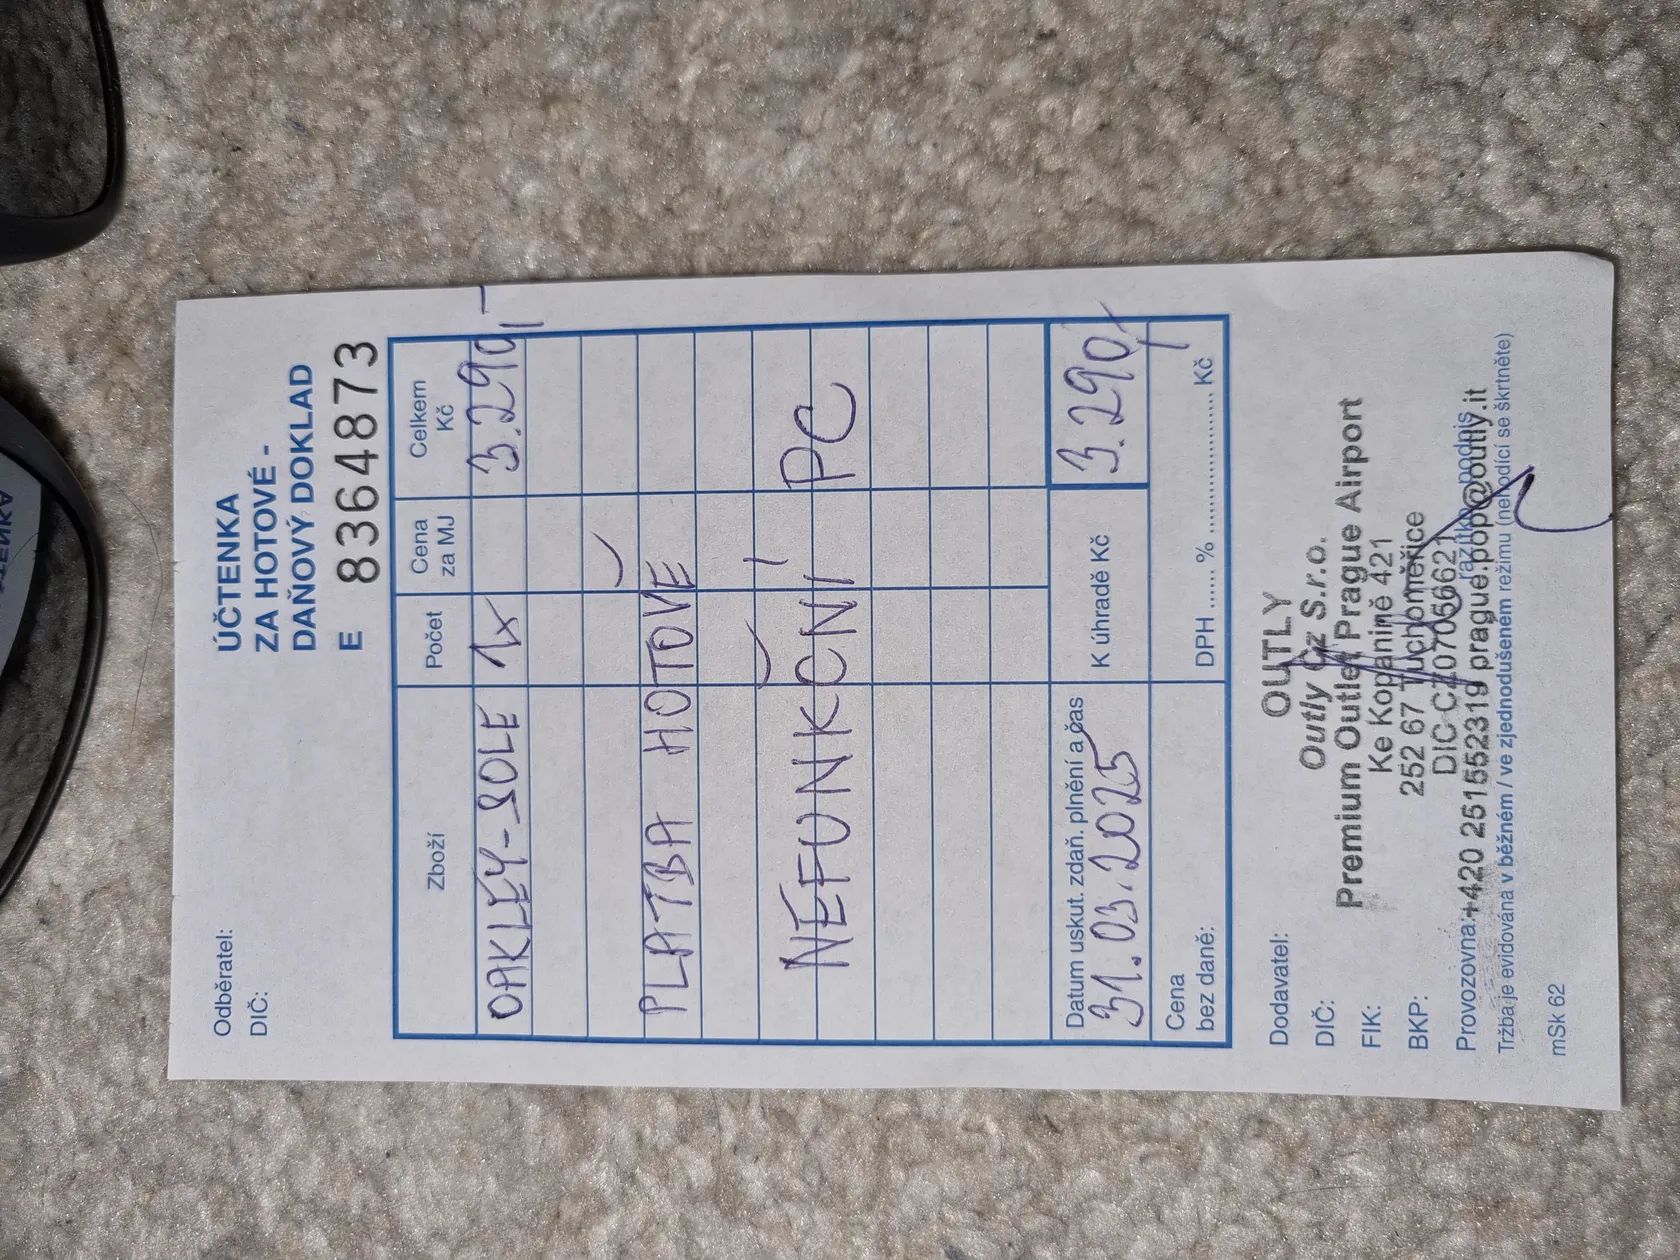 ÚČTENKA
ZA HOTOVÉ -
DAŇOVÝ DOKLAD
Odběratel:
DIČ:
E 8364873
Zboží Počet Cena za MJ Celkem Kč
OAKLEY-SOLE 1x 3.290,-
PLATBA HOTOVĚ
NEFUNKČNÍ PC
Datum uskut. zdaň. plnění a čas
31.03.2025
K úhradě Kč 3.290,-
Cena
bez daně:
DPH ...... % ........................ Kč
Dodavatel:
DIČ:
FIK:
BKP:
OUTLY
Outly Cz S.r.o.
Premium Outlet Prague Airport
Ke Kopanině 421
252 67 Tuchoměřice
DIC CZ07056621
razítko, podpis
Provozovna: +420 251552319 prague.pop@outly.it
Tržba je evidována v běžném / ve zjednodušeném režimu (nehodící se škrtněte)
mSk 62